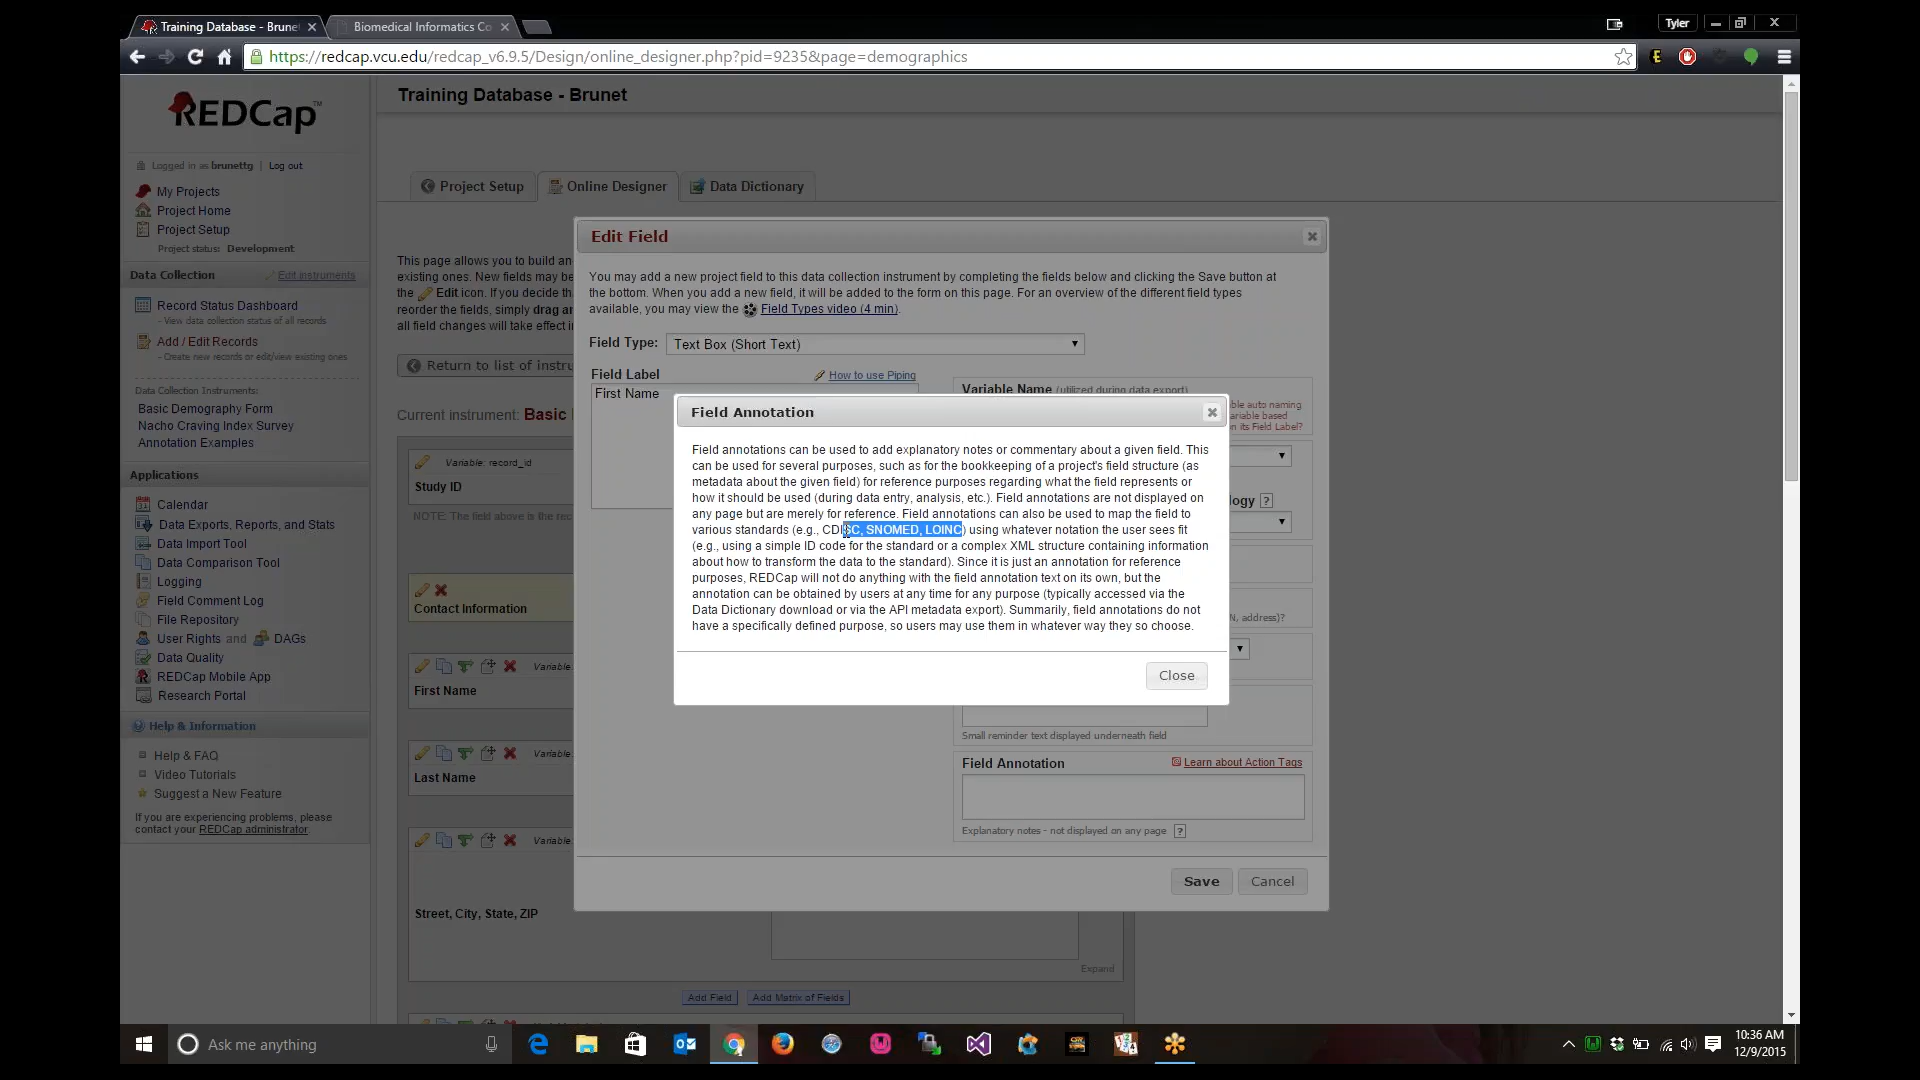 Training Database - Brunet
Biomedical Informatics Co
Tyler
https://redcap.vcu.edu/redcap_v6.9.5/Design/online_designer.php?pid=9235&page=demographics
REDCap™
Logged in as brunettg | Log out
My Projects
Project Home
Project Setup
Project status: Development
Data Collection
Edit instruments
Record Status Dashboard
- View data collection status of all records
Add / Edit Records
- Create new records or edit/view existing ones
Data Collection Instruments:
Basic Demography Form
Nacho Craving Index Survey
Annotation Examples
Applications
Calendar
Data Exports, Reports, and Stats
Data Import Tool
Data Comparison Tool
Logging
Field Comment Log
File Repository
User Rights and DAGs
Data Quality
REDCap Mobile App
Research Portal
Help & Information
Help & FAQ
Video Tutorials
Suggest a New Feature
If you are experiencing problems, please
contact your REDCap administrator
Training Database - Brunet
Project Setup
Online Designer
Data Dictionary
This page allows you to build an
existing ones. New fields may be
the Edit icon. If you decide th
reorder the fields, simply drag an
all field changes will take effect i
Return to list of instru
Current instrument: Basic
Variable: record_id
Study ID
NOTE: The field above is the rec
Contact Information
Variable:
First Name
Variable:
Last Name
Variable:
Street, City, State, ZIP
Expand
Add Field
Add Matrix of Fields
Edit Field
You may add a new project field to this data collection instrument by completing the fields below and clicking the Save button at
the bottom. When you add a new field, it will be added to the form on this page. For an overview of the different field types
available, you may view the Field Types video (4 min).
Field Type: Text Box (Short Text)
Field Label
How to use Piping
First Name
Variable Name (utilized during data export)
ble auto naming
ariable based
n its Field Label?
logy ?
N, address)?
Small reminder text displayed underneath field
Field Annotation
Learn about Action Tags
Explanatory notes - not displayed on any page ?
Save
Cancel
Field Annotation
Field annotations can be used to add explanatory notes or commentary about a given field. This
can be used for several purposes, such as for the bookkeeping of a project's field structure (as
metadata about the given field) for reference purposes regarding what the field represents or
how it should be used (during data entry, analysis, etc.). Field annotations are not displayed on
any page but are merely for reference. Field annotations can also be used to map the field to
various standards (e.g., CDISC, SNOMED, LOINC) using whatever notation the user sees fit
(e.g., using a simple ID code for the standard or a complex XML structure containing information
about how to transform the data to the standard). Since it is just an annotation for reference
purposes, REDCap will not do anything with the field annotation text on its own, but the
annotation can be obtained by users at any time for any purpose (typically accessed via the
Data Dictionary download or via the API metadata export). Summarily, field annotations do not
have a specifically defined purpose, so users may use them in whatever way they so choose.
Close
Ask me anything
10:36 AM
12/9/2015